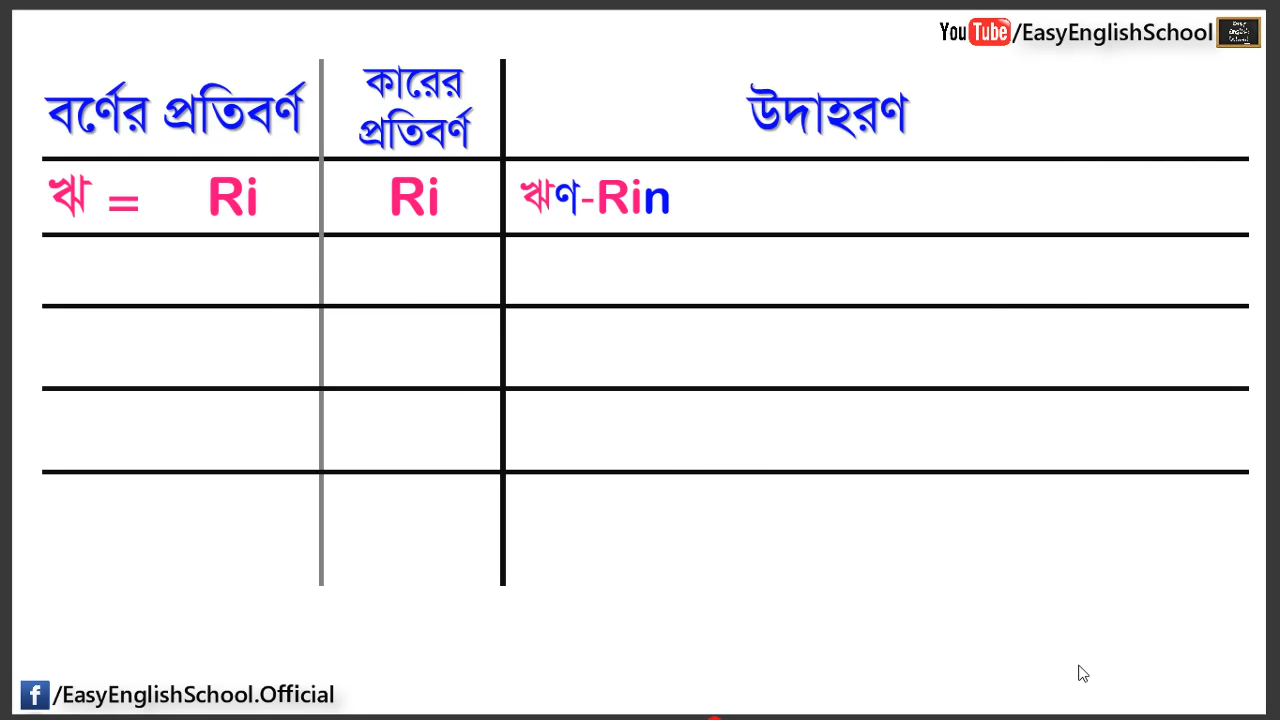 YouTube/EasyEnglishSchool
বর্ণের প্রতিবর্ণ
কারের
প্রতিবর্ণ
উদাহরণ
ঋ = Ri
Ri
ঋণ-Rin
f/EasyEnglishSchool.Official